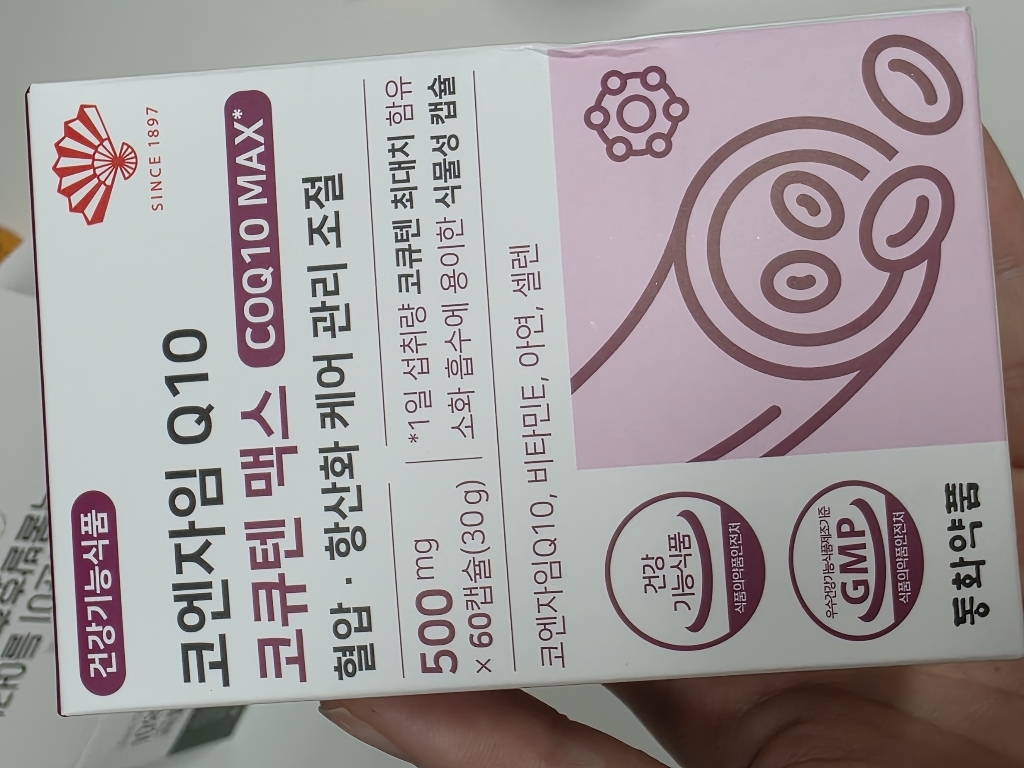 건강기능식품
SINCE 1897
코엔자임 Q10
코큐텐 맥스 COQ10 MAX*
혈압 · 항산화 케어 관리 조절
500 mg
× 60캡슐(30g)
*1일 섭취량 코큐텐 최대치 함유
소화 흡수에 용이한 식물성 캡슐
코엔자임Q10, 비타민E, 아연, 셀렌
건강
기능식품
식품의약품안전처
우수건강기능식품제조기준
GMP
식품의약품안전처
동화약품